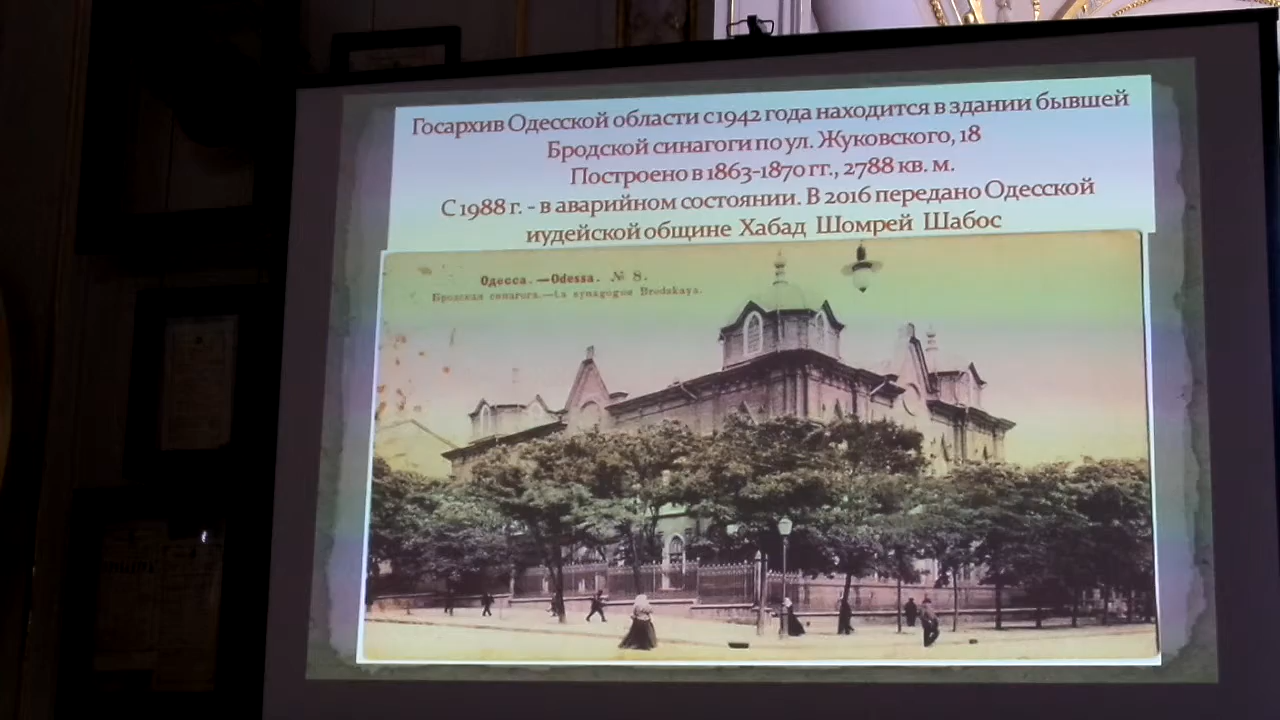 Госархив Одесской области с 1942 года находится в здании бывшей
Бродской синагоги по ул. Жуковского, 18
Построено в 1863-1870 гг., 2788 кв. м.
С 1988 г. - в аварийном состоянии. В 2016 передано Одесской
иудейской общине Хабад Шомрей Шабос
Одесса. —Odessa. № 8.
Бродская синагога.—La synagogue Brodskaya.